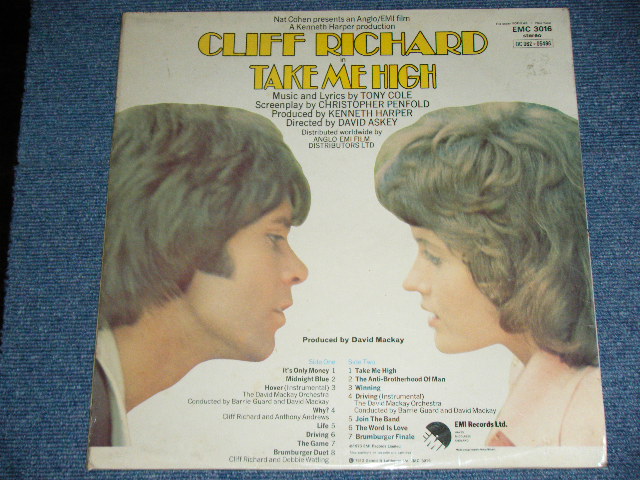 Nat Cohen presents an Anglo/EMI film
A Kenneth Harper production
CLIFF RICHARD
in
TAKE ME HIGH
Music and Lyrics by TONY COLE
Screenplay by CHRISTOPHER PENFOLD
Produced by KENNETH HARPER
Directed by DAVID ASKEY
Distributed worldwide by
ANGLO EMI FILM
DISTRIBUTORS LTD
EMC 3016
STEREO
Produced by David Mackay
Side One
It's Only Money 1
Midnight Blue 2
Hover (Instrumental) 3
The David Mackay Orchestra
Conducted by Barrie Guard and David Mackay
Why? 4
Cliff Richard and Anthony Andrews
Life 5
Driving 6
The Game 7
Brumburger Duet 8
Cliff Richard and Debbie Watling
Side Two
1 Take Me High
2 The Anti-Brotherhood Of Man
3 Winning
4 Driving (Instrumental)
The David Mackay Orchestra
Conducted by Barrie Guard and David Mackay
5 Join The Band
6 The Word Is Love
7 Brumburger Finale
EMI
EMI Records Ltd.